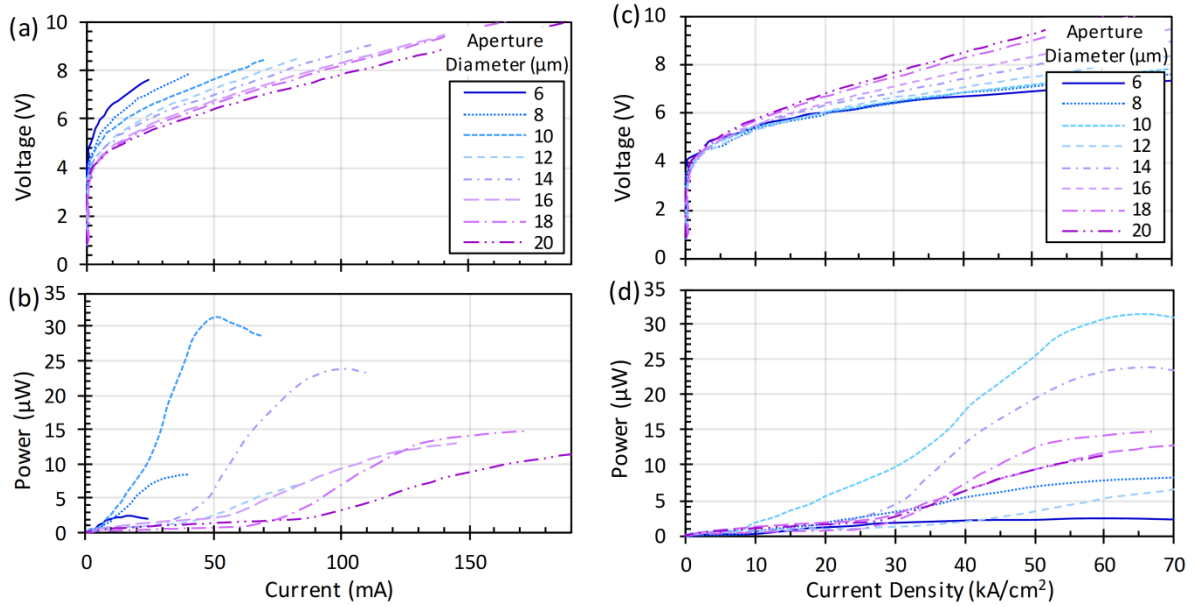 (a)
10
8
6
4
2
0
Voltage (V)
Aperture
Diameter (μm)
6
8
10
12
14
16
18
20
(b)
35
30
25
20
15
10
5
0
Power (μW)
0 50 100 150
Current (mA)
(c)
10
8
6
4
2
0
Voltage (V)
Aperture
Diameter (μm)
6
8
10
12
14
16
18
20
(d)
35
30
25
20
15
10
5
0
Power (μW)
0 10 20 30 40 50 60 70
Current Density (kA/cm²)